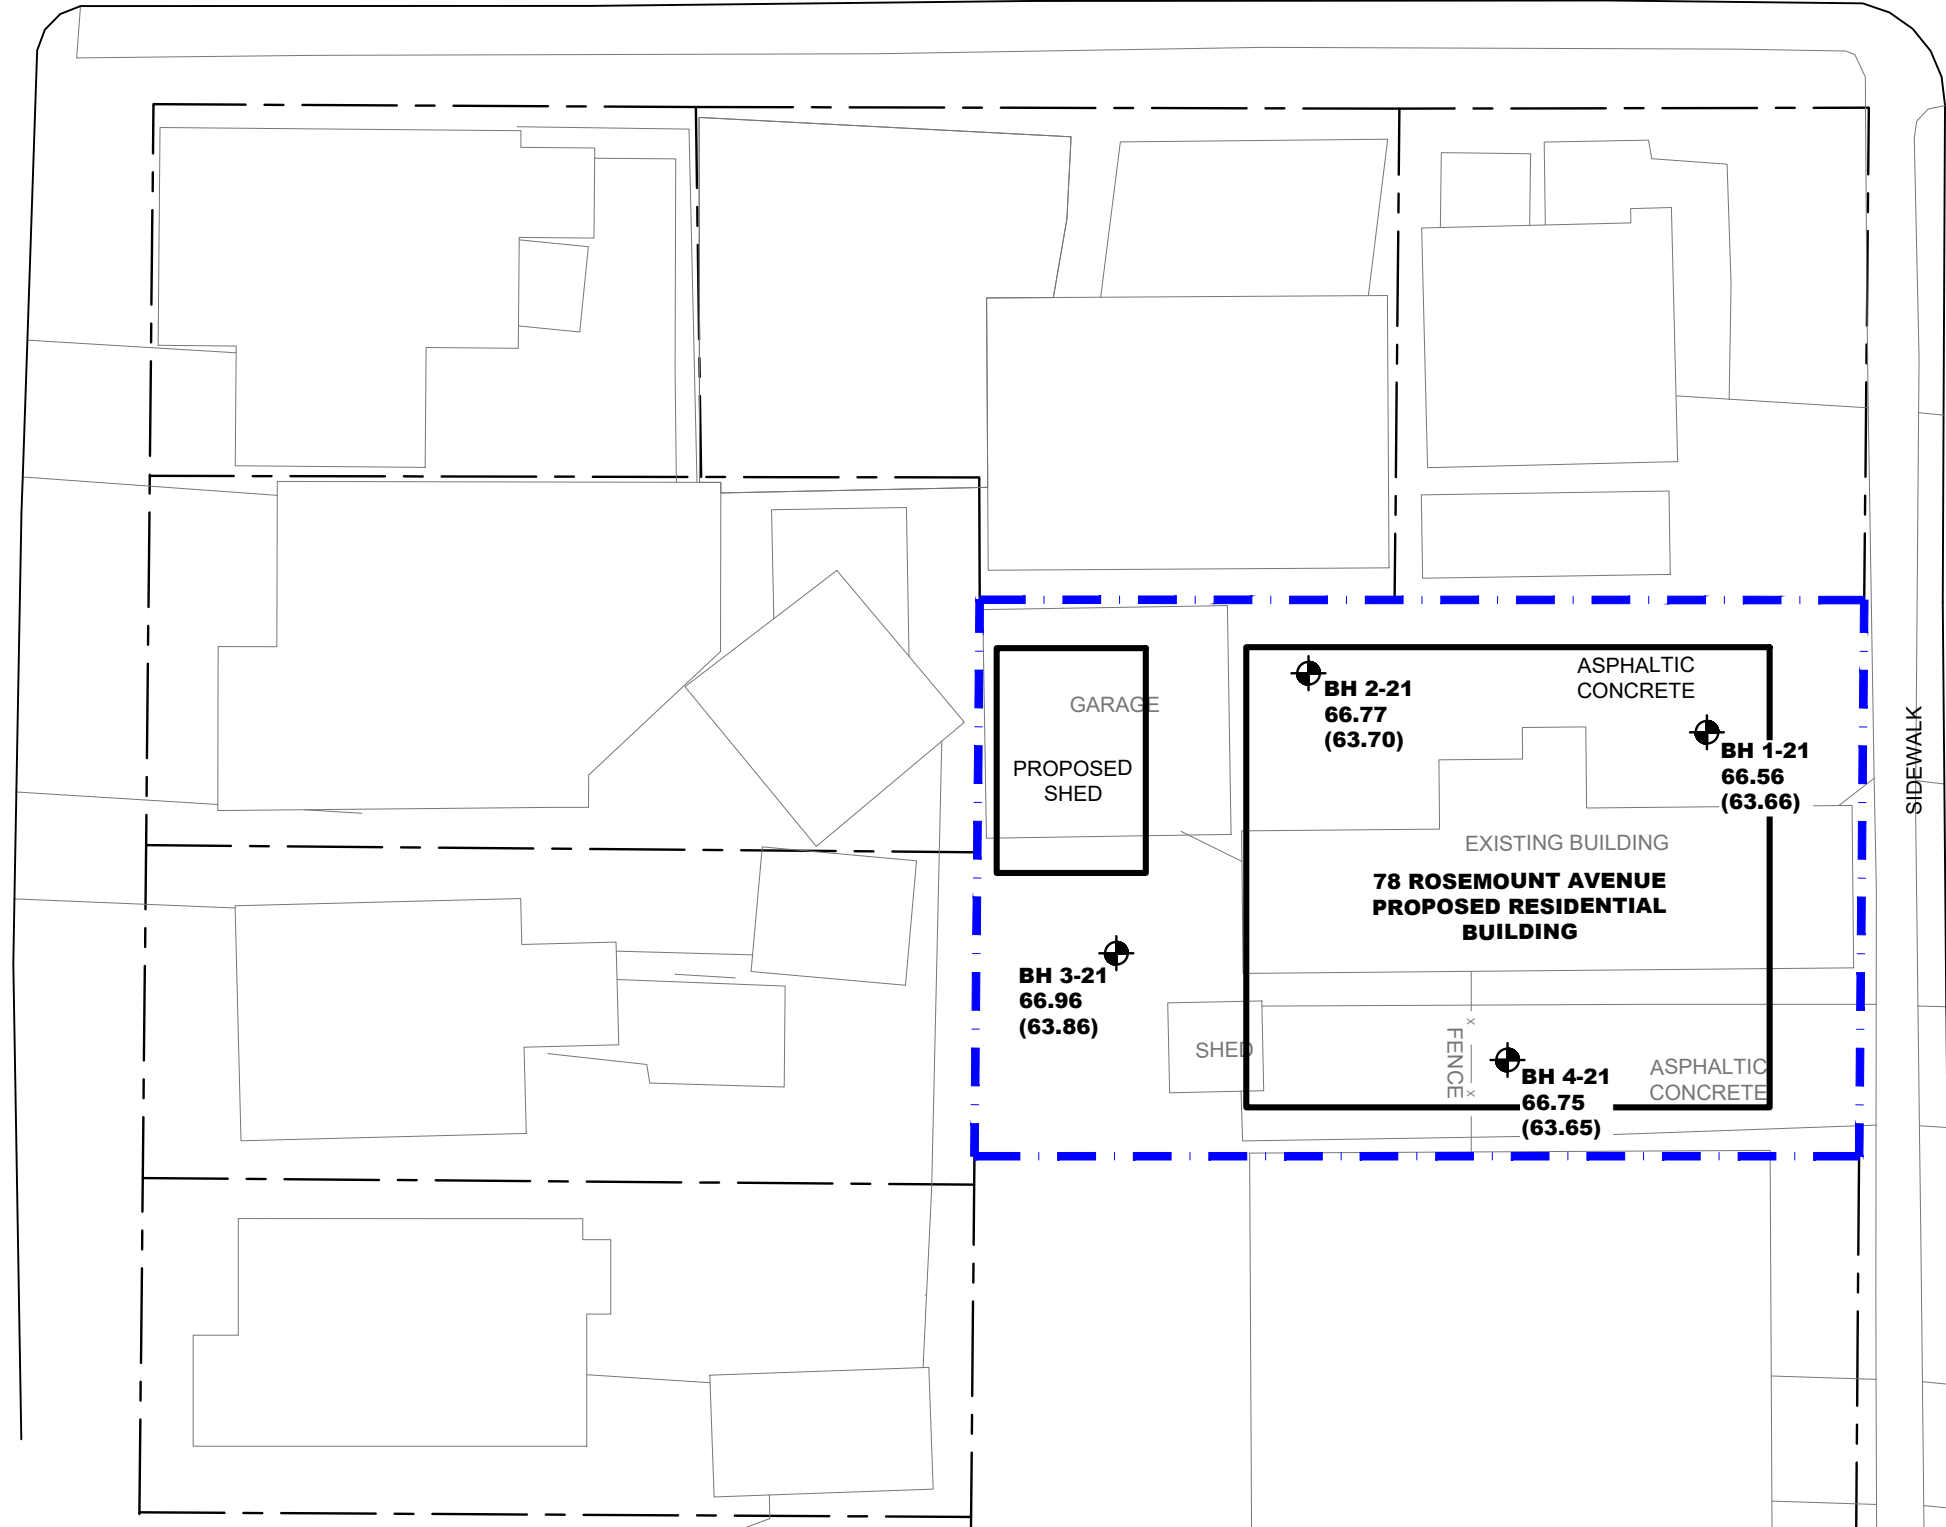 ASPHALTIC
CONCRETE
BH 2-21
66.77
(63.70)
GARAGE
BH 1-21
66.56
(63.66)
SIDEWALK
PROPOSED
SHED
EXISTING BUILDING
78 ROSEMOUNT AVENUE
PROPOSED RESIDENTIAL
BUILDING
BH 3-21
66.96
(63.86)
SHED
x
FENCE
x
BH 4-21
66.75
(63.65)
ASPHALTIC
CONCRETE